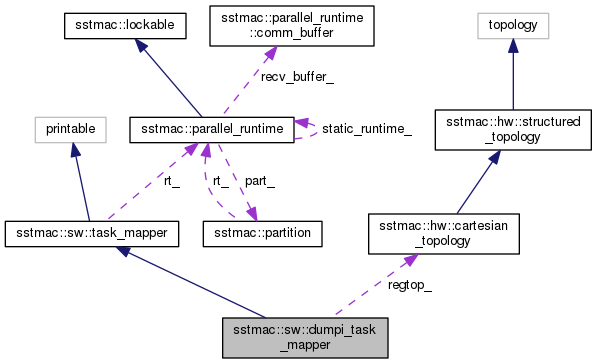 sstmac::lockable
sstmac::parallel_runtime
::comm_buffer
topology
recv_buffer_
printable
sstmac::parallel_runtime
static_runtime_
sstmac::hw::structured
_topology
rt_
rt_
part_
sstmac::sw::task_mapper
sstmac::partition
sstmac::hw::cartesian
_topology
regtop_
sstmac::sw::dumpi_task
_mapper